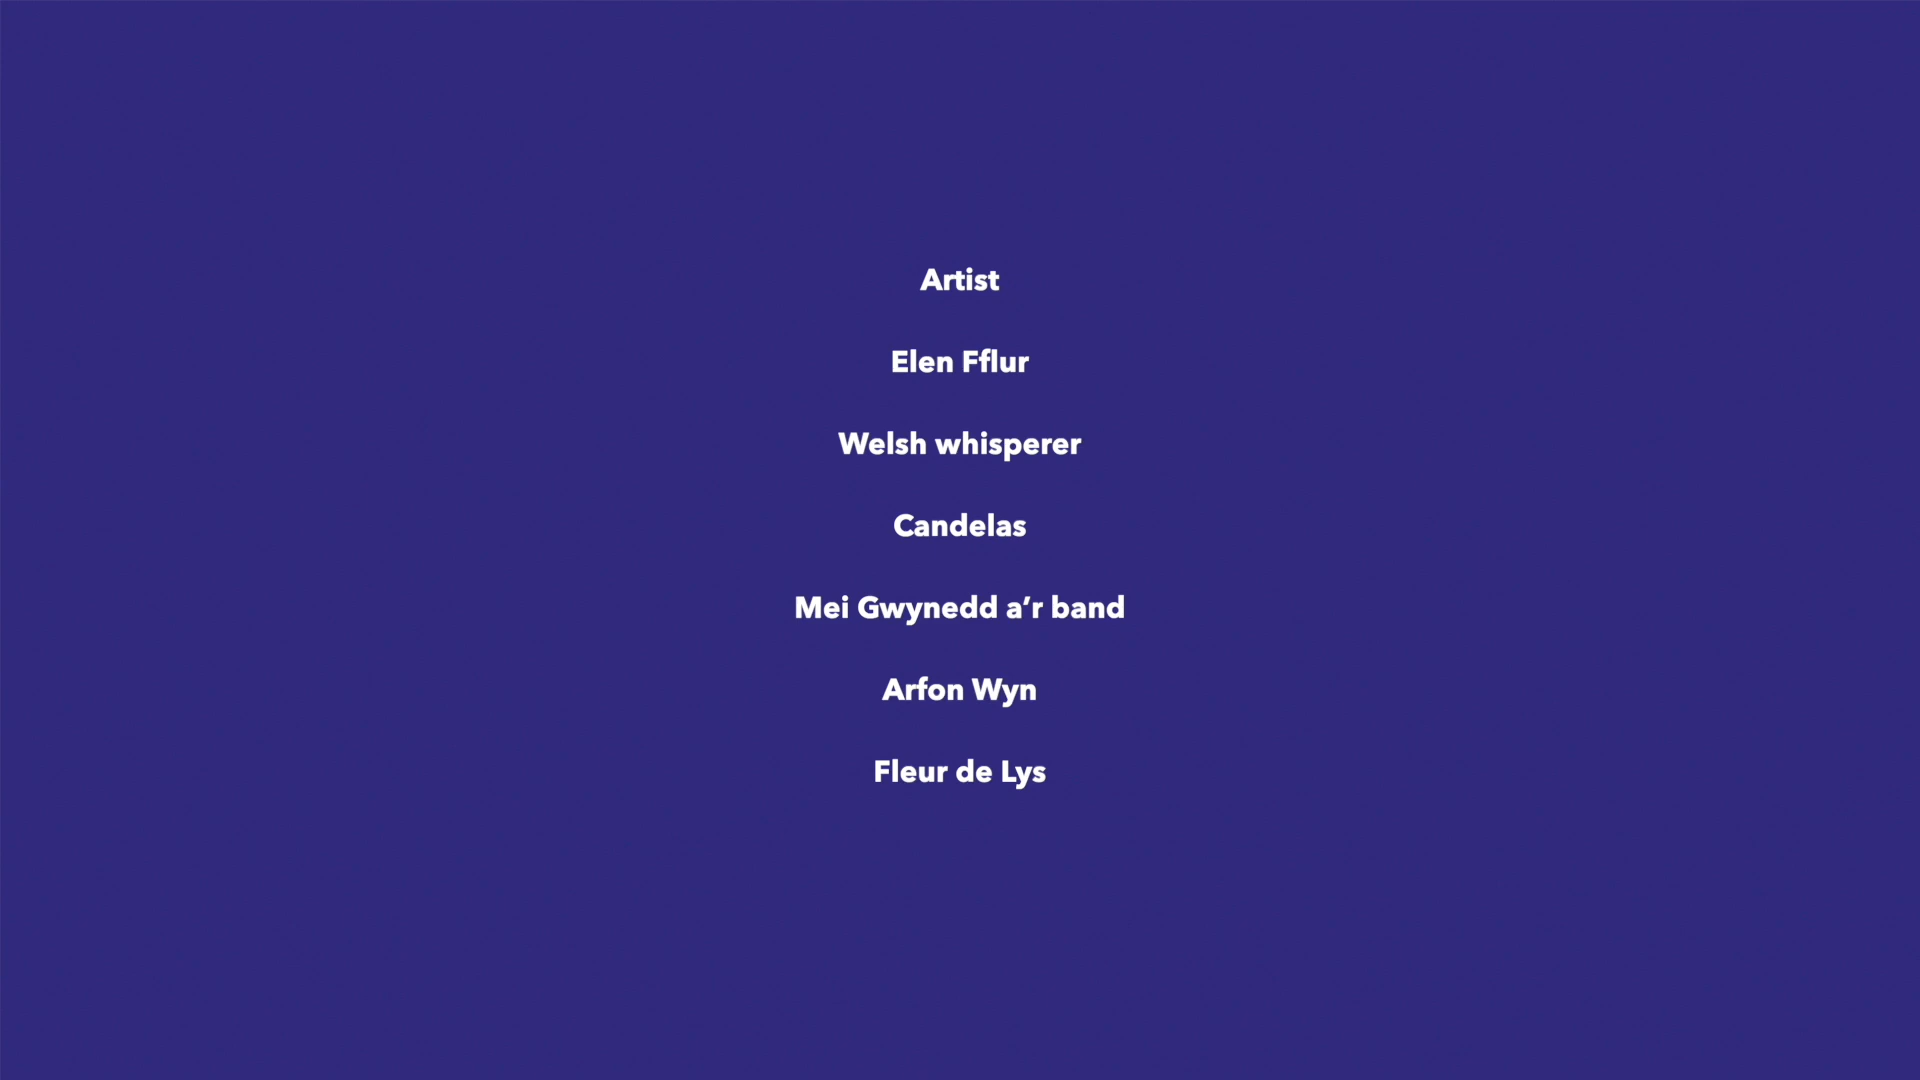 Artist
Elen Fflur
Welsh whisperer
Candelas
Mei Gwynedd a’r band
Arfon Wyn
Fleur de Lys